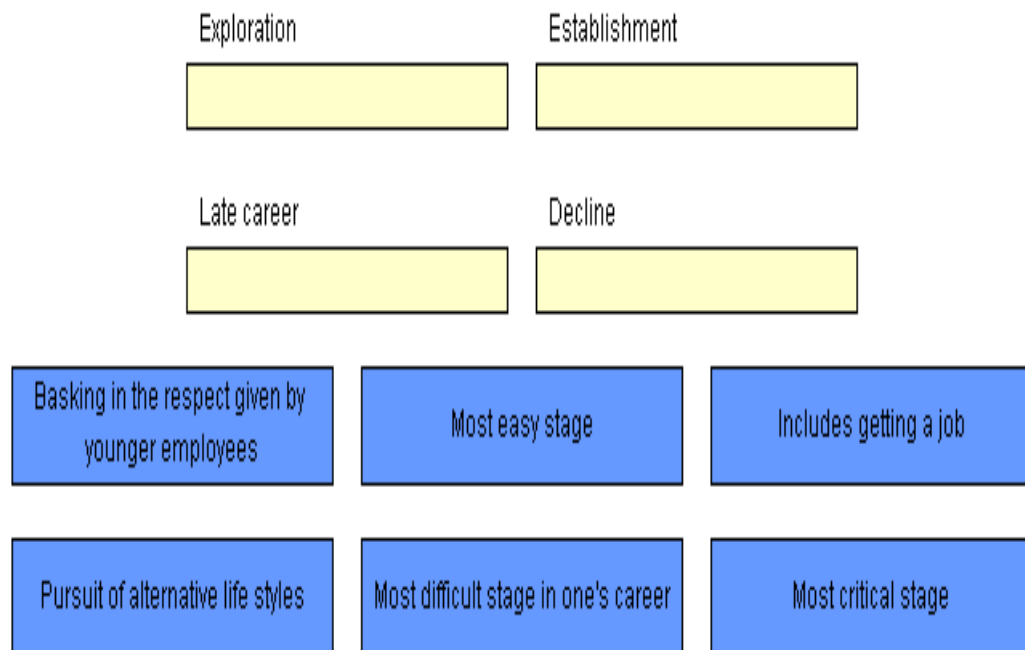 Exploration
Establishment
Late career
Decline
Basking in the respect given by
younger employees
Most easy stage
Includes getting a job
Pursuit of alternative life styles
Most difficult stage in one's career
Most critical stage